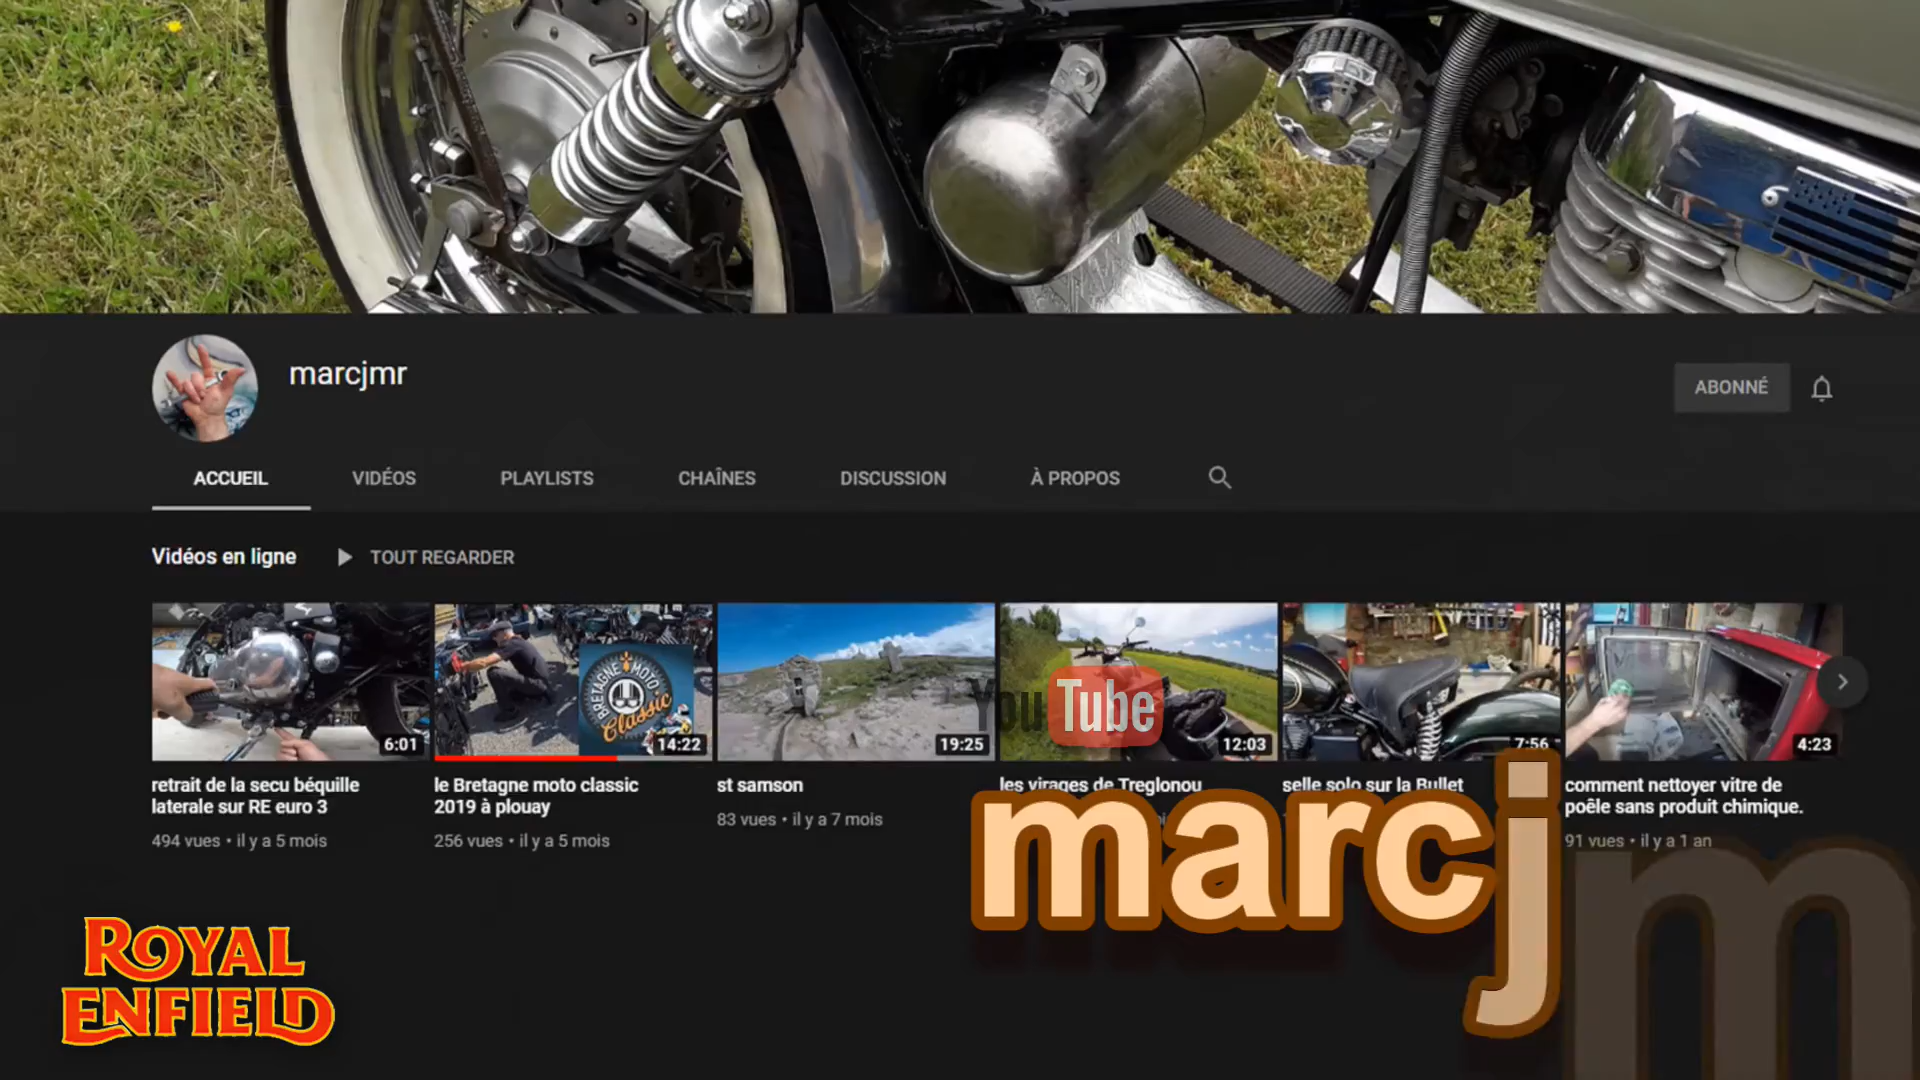 marcjmr
ABONNÉ
ACCUEIL VIDÉOS PLAYLISTS CHAÎNES DISCUSSION À PROPOS
Vidéos en ligne TOUT REGARDER
BRETAGNE MOTO
Classic
6:01
14:22
19:25
12:03
7:56
4:23
YouTube
retrait de la secu béquille
laterale sur RE euro 3
494 vues • il y a 5 mois
le Bretagne moto classic
2019 à plouay
256 vues • il y a 5 mois
st samson
83 vues • il y a 7 mois
les virages de Treglonou
selle solo sur la Bullet
comment nettoyer vitre de
poêle sans produit chimique.
91 vues • il y a 1 an
marcjm
ROYAL
ENFIELD